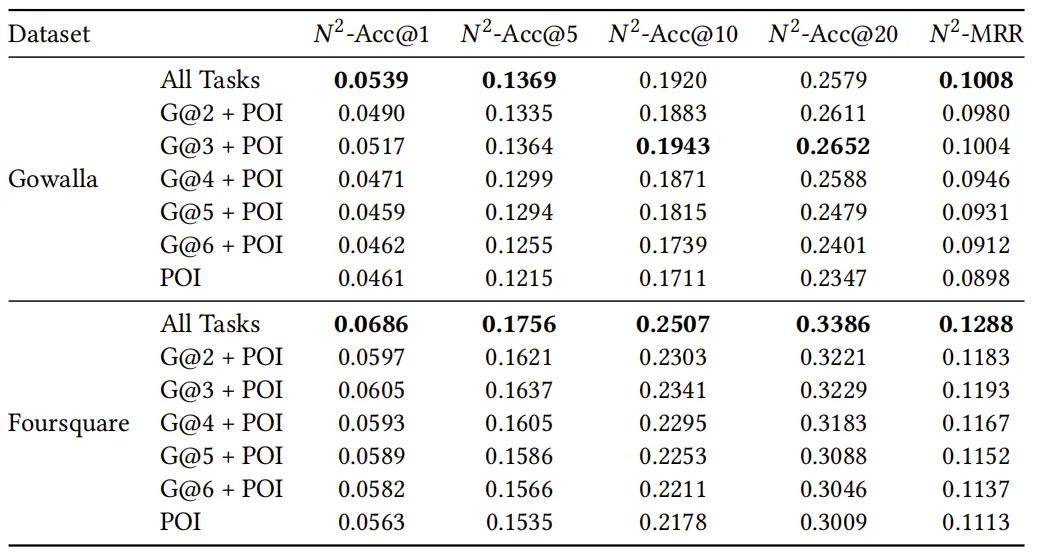 Dataset N²-Acc@1 N²-Acc@5 N²-Acc@10 N²-Acc@20 N²-MRR
All Tasks 0.0539 0.1369 0.1920 0.2579 0.1008
G@2 + POI 0.0490 0.1335 0.1883 0.2611 0.0980
G@3 + POI 0.0517 0.1364 0.1943 0.2652 0.1004
Gowalla G@4 + POI 0.0471 0.1299 0.1871 0.2588 0.0946
G@5 + POI 0.0459 0.1294 0.1815 0.2479 0.0931
G@6 + POI 0.0462 0.1255 0.1739 0.2401 0.0912
POI 0.0461 0.1215 0.1711 0.2347 0.0898
All Tasks 0.0686 0.1756 0.2507 0.3386 0.1288
G@2 + POI 0.0597 0.1621 0.2303 0.3221 0.1183
G@3 + POI 0.0605 0.1637 0.2341 0.3229 0.1193
Foursquare G@4 + POI 0.0593 0.1605 0.2295 0.3183 0.1167
G@5 + POI 0.0589 0.1586 0.2253 0.3088 0.1152
G@6 + POI 0.0582 0.1566 0.2211 0.3046 0.1137
POI 0.0563 0.1535 0.2178 0.3009 0.1113